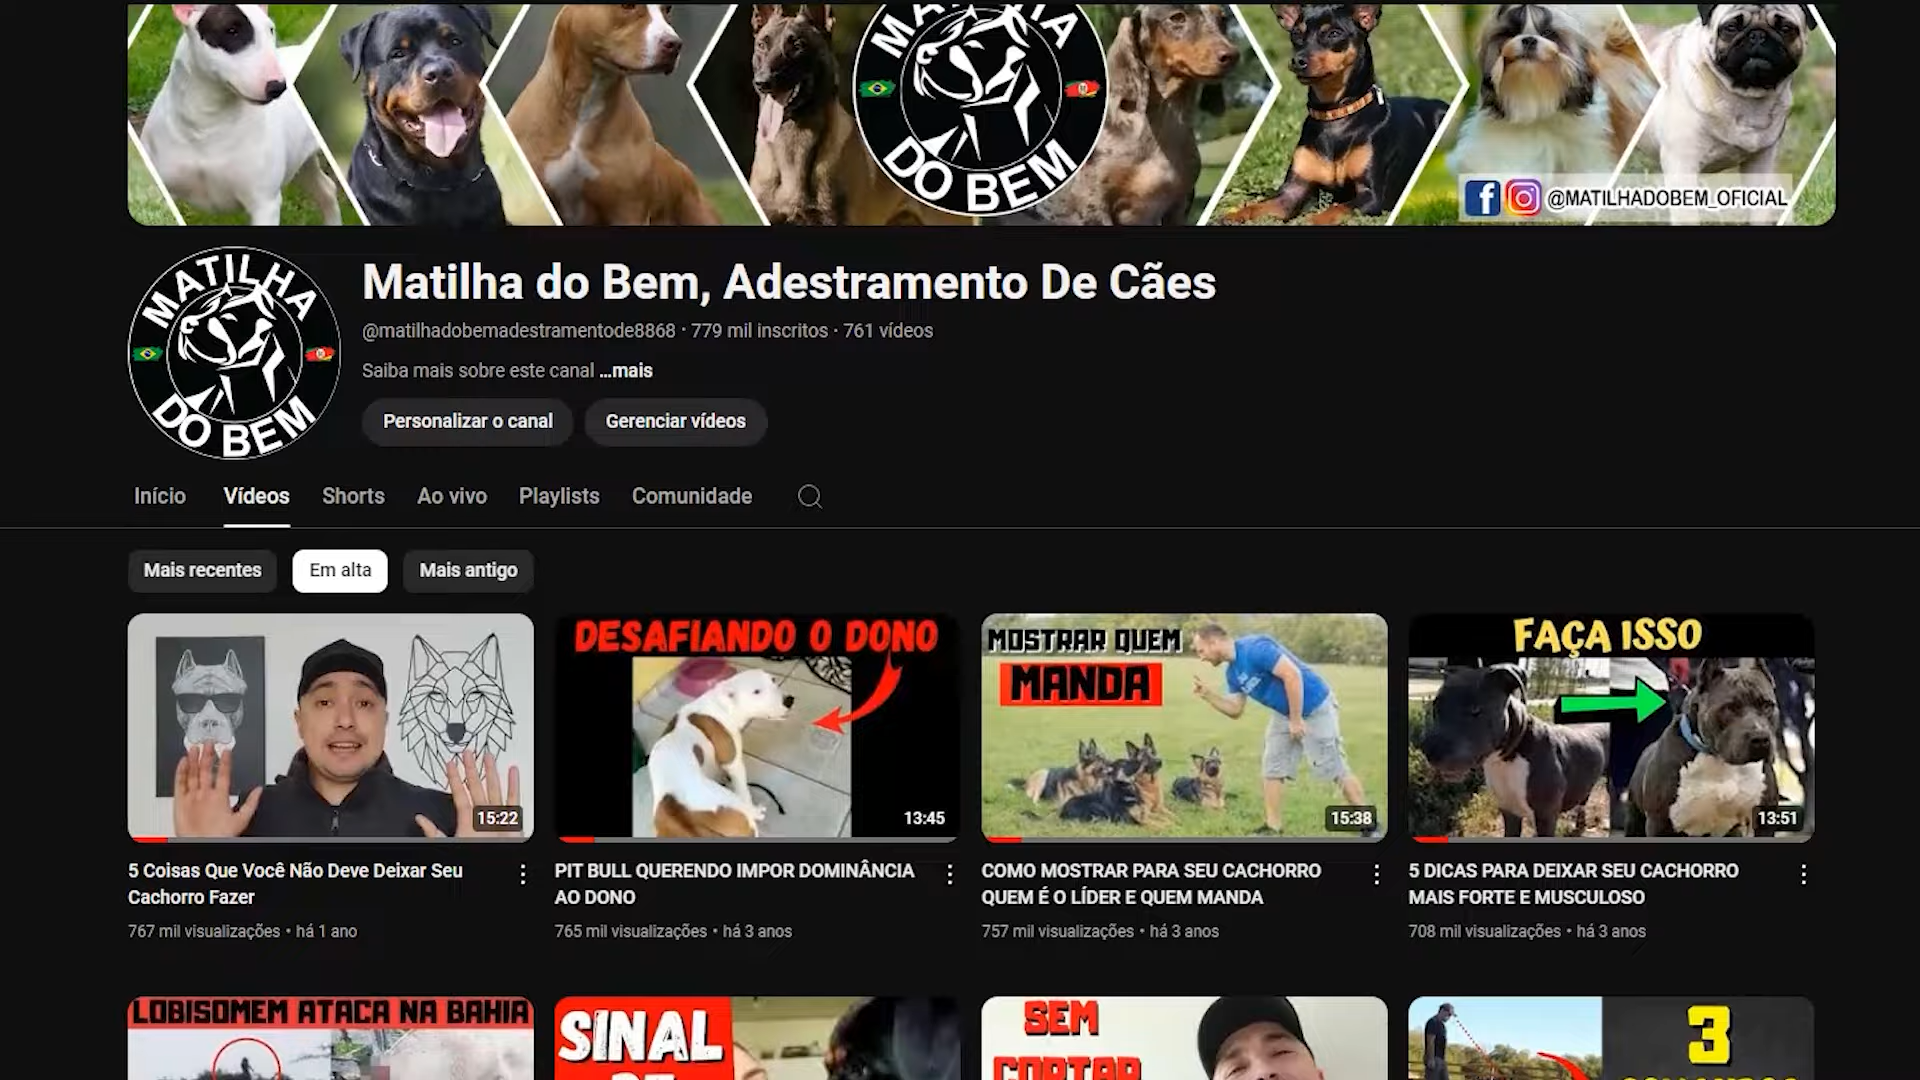 MATILHA
DO BEM
@MATILHADOBEM_OFICIAL
MATILHA
DO BEM
Matilha do Bem, Adestramento De Cães
@matilhadobemadestramentode8868 · 779 mil inscritos · 761 vídeos
Saiba mais sobre este canal ...mais
Personalizar o canal
Gerenciar vídeos
Início
Vídeos
Shorts
Ao vivo
Playlists
Comunidade
Mais recentes
Em alta
Mais antigo
15:22
DESAFIANDO O DONO
13:45
MOSTRAR QUEM
MANDA
15:38
FAÇA ISSO
13:51
5 Coisas Que Você Não Deve Deixar Seu
Cachorro Fazer
767 mil visualizações • há 1 ano
PIT BULL QUERENDO IMPOR DOMINÂNCIA
AO DONO
765 mil visualizações • há 3 anos
COMO MOSTRAR PARA SEU CACHORRO
QUEM É O LÍDER E QUEM MANDA
757 mil visualizações • há 3 anos
5 DICAS PARA DEIXAR SEU CACHORRO
MAIS FORTE E MUSCULOSO
708 mil visualizações • há 3 anos
LOBISOMEM ATACA NA BAHIA
SINAL
DE
SEM
CORTAR
3